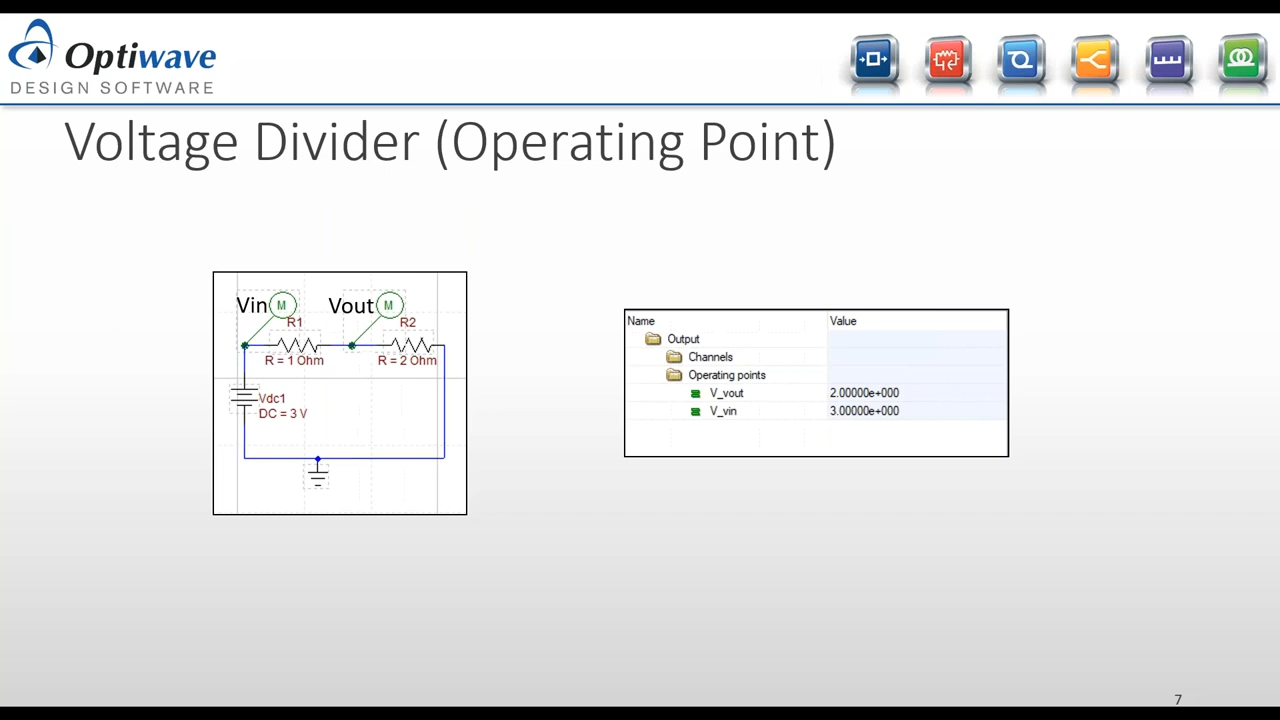 Optiwave
DESIGN SOFTWARE
Voltage Divider (Operating Point)
Vin M Vout M
R1 R2
R = 1 Ohm R = 2 Ohm
Vdc1
DC = 3 V
Name Value
Output
Channels
Operating points
V_vout 2.00000e+000
V_vin 3.00000e+000
7